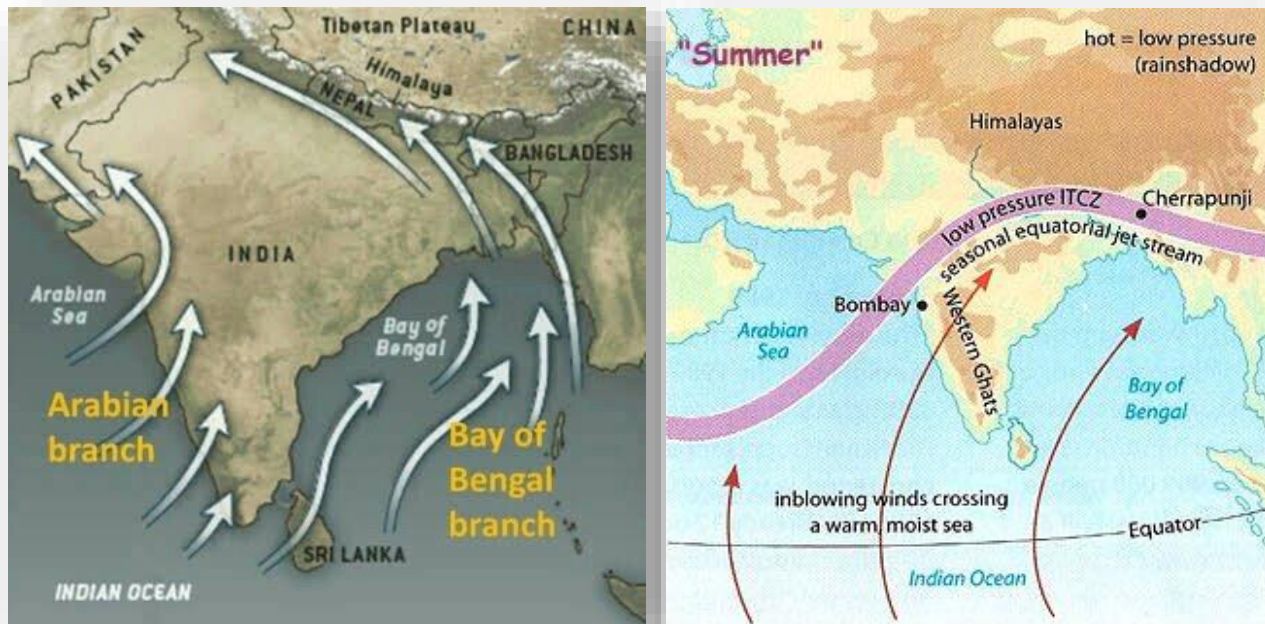 Tibetan Plateau
CHINA
PAKISTAN
Himalaya
NEPAL
BANGLADESH
INDIA
Arabian
Sea
Bay of
Bengal
Arabian
branch
Bay of
Bengal
branch
SRI LANKA
INDIAN OCEAN
"Summer"
hot = low pressure
(rainshadow)
Himalayas
Cherrapunji
low pressure ITCZ
seasonal equatorial jet stream
Bombay
Western Ghats
Arabian
Sea
Bay of
Bengal
inblowing winds crossing
a warm, moist sea
Equator
Indian Ocean